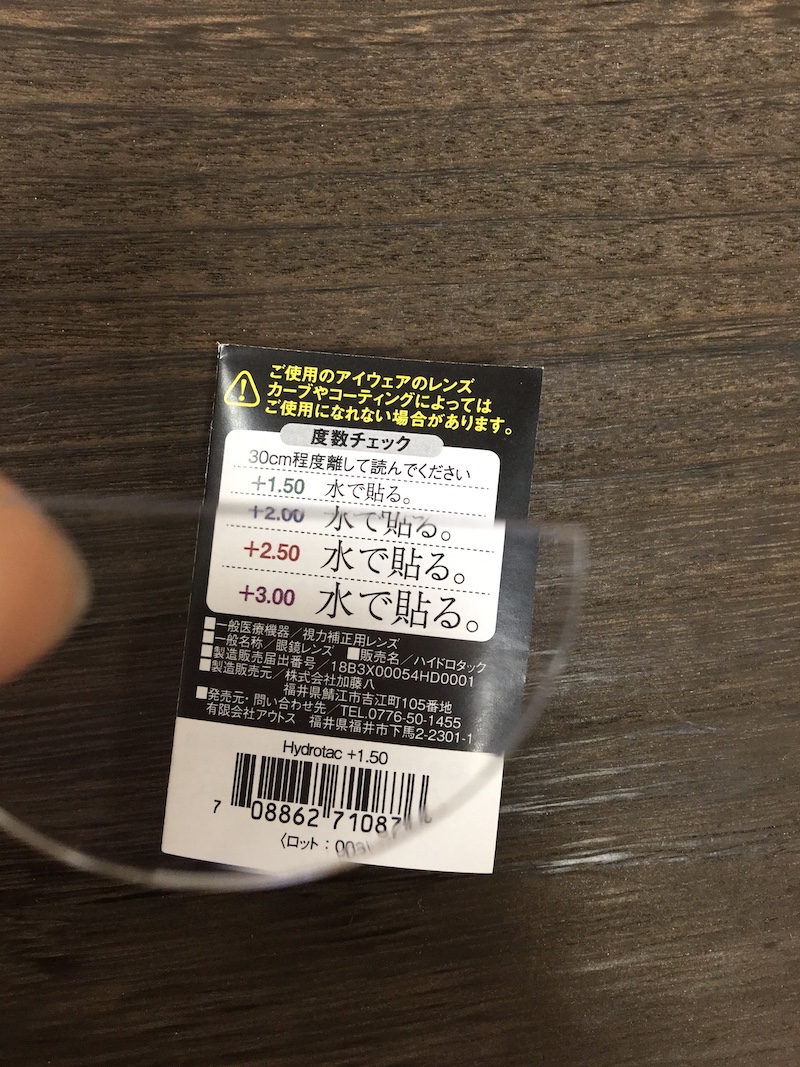 ご使用のアイウェアのレンズ
カーブやコーティングによっては
ご使用になれない場合があります。
度数チェック
30cm程度離して読んでください
+1.50 水で貼る。
+2.00 水で貼る。
+2.50 水で貼る。
+3.00 水で貼る。
■一般医療機器／視力補正用レンズ
■一般名称／眼鏡レンズ ■販売名／ハイドロタック
■製造販売届出番号／18B3X00054HD0001
■製造販売元／株式会社加藤八
福井県鯖江市吉江町105番地
■発売元・問い合わせ先／TEL.0776-50-1455
有限会社アウトス 福井県福井市下馬2-2301-1
Hydrotac +1.50
7 08862 71087
〈ロット：